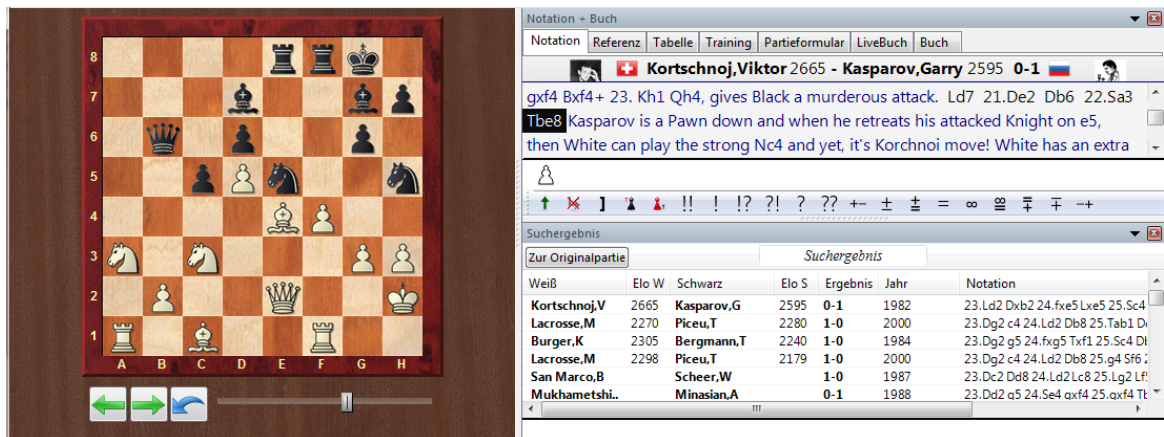 8
7
6
5
4
3
2
1
A B C D E F G H
Notation + Buch
Notation Referenz Tabelle Training Partieformular LiveBuch Buch
Kortschnoj,Viktor 2665 - Kasparov,Garry 2595 0-1
gxf4 Bxf4+ 23. Kh1 Qh4, gives Black a murderous attack. Ld7 21.De2 Db6 22.Sa3
Tbe8 Kasparov is a Pawn down and when he retreats his attacked Knight on e5,
then White can play the strong Nc4 and yet, it's Korchnoi move! White has an extra
] !! ! !? ?! ? ?? +- ± ⩲ = ∞ ⩱ ∓ -+
Suchergebnis
Zur Originalpartie Suchergebnis
Weiß Elo W Schwarz Elo S Ergebnis Jahr Notation
Kortschnoj,V 2665 Kasparov,G 2595 0-1 1982 23.Ld2 Dxb2 24.fxe5 Lxe5 25.Sc4
Lacrosse,M 2270 Piceu,T 2280 1-0 2000 23.Dg2 c4 24.Ld2 Db8 25.Tab1
Burger,K 2305 Bergmann,T 2240 1-0 1984 23.Dg2 g5 24.fxg5 Txf1 25.Sc4
Lacrosse,M 2298 Piceu,T 2179 1-0 2000 23.Dg2 c4 24.Ld2 Db8 25.g4 Sf6
San Marco,B Scheer,W 1-0 1987 23.Dc2 Dd8 24.Ld2 Lc8 25.Lg2
Mukhametshi.. Minasian,A 0-1 1988 23.Dd2 g5 24.Se4 gxf4 25.gxf4